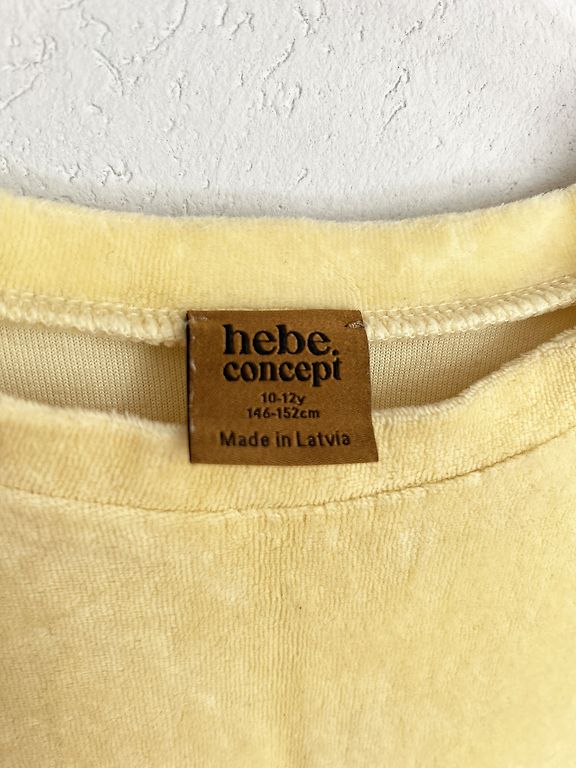 hebe.
concept
10-12y
146-152cm
Made in Latvia